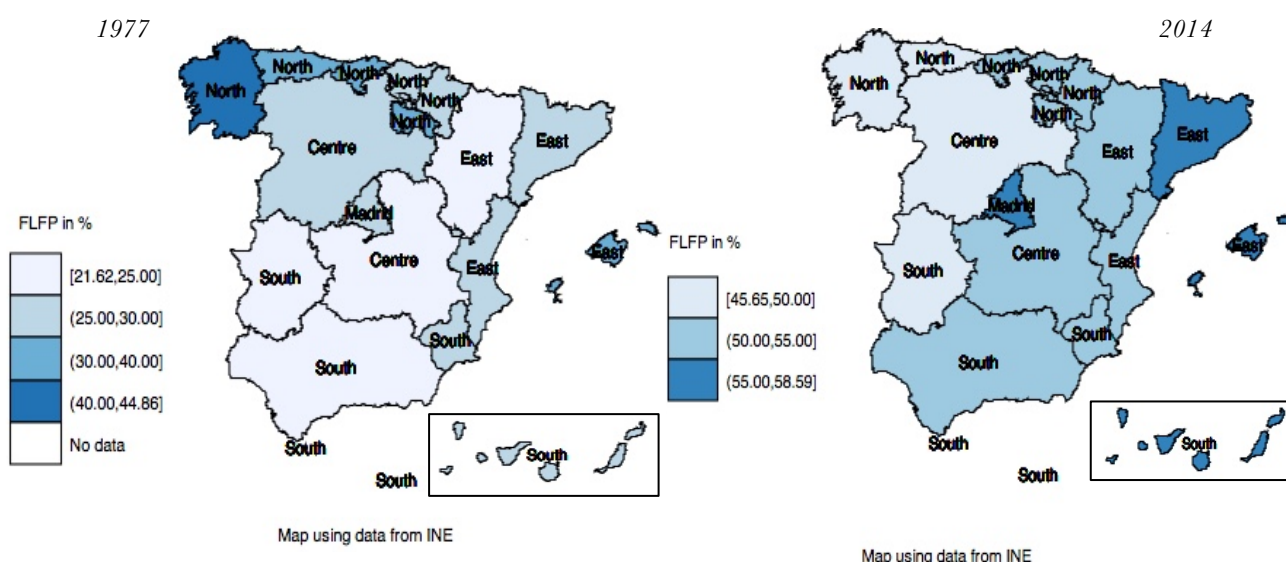 1977
North
North
North
North
North
North
Centre
East
East
Madrid
Centre
East
East
South
South
South
South
South
South
FLFP in %
[21.62,25.00]
(25.00,30.00]
(30.00,40.00]
(40.00,44.86]
No data
Map using data from INE
2014
North
North
North
North
North
North
Centre
East
East
Madrid
Centre
East
East
South
South
South
South
South
South
FLFP in %
[45.65,50.00]
(50.00,55.00]
(55.00,58.59]
Map using data from INE